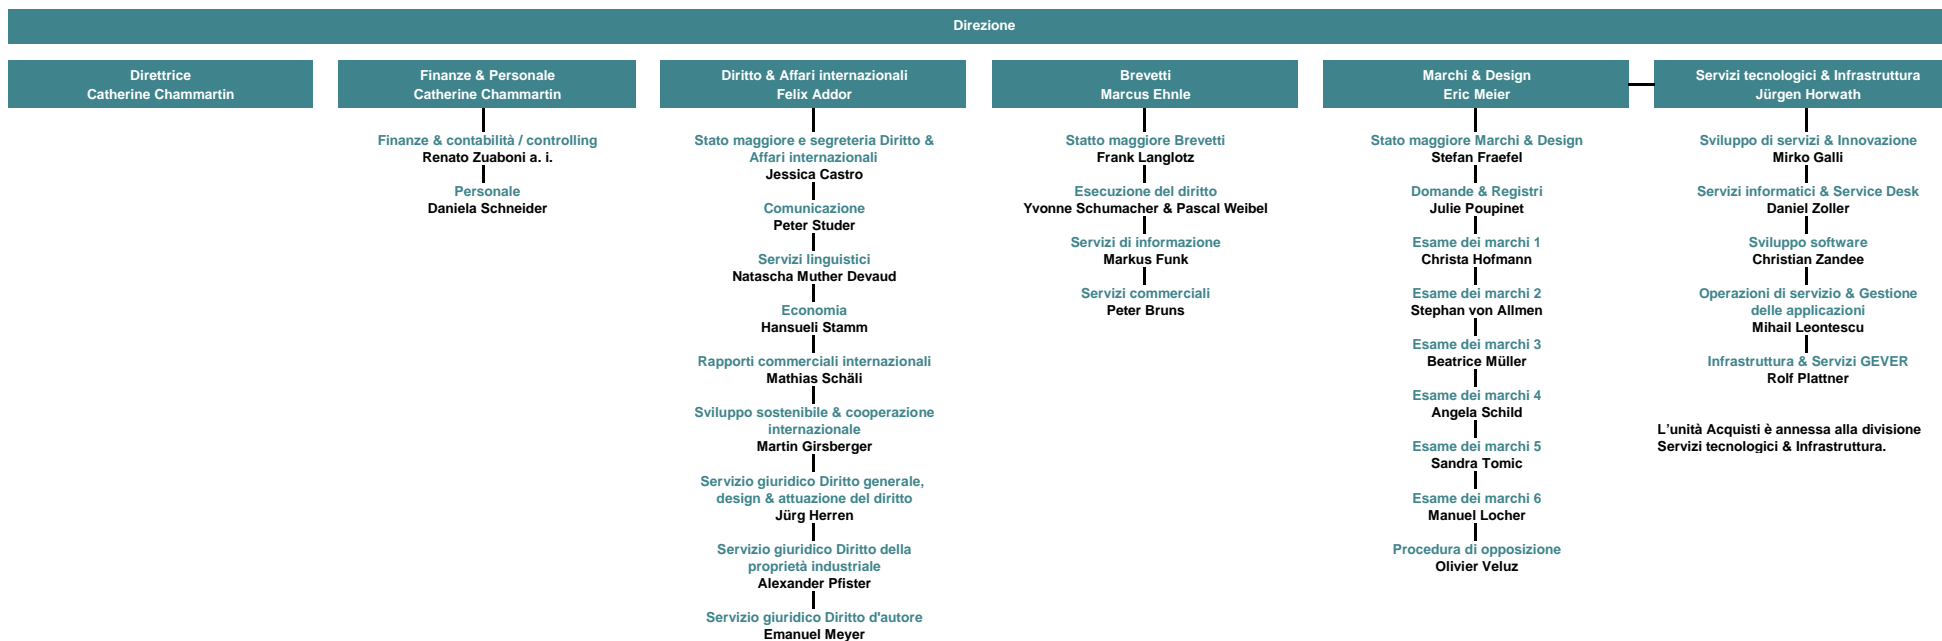 Direzione
Direttrice
Catherine Chammartin
Finanze & Personale
Catherine Chammartin
Finanze & contabilità / controlling
Renato Zuaboni a. i.
Personale
Daniela Schneider
Diritto & Affari internazionali
Felix Addor
Stato maggiore e segreteria Diritto &
Affari internazionali
Jessica Castro
Comunicazione
Peter Studer
Servizi linguistici
Natascha Muther Devaud
Economia
Hansueli Stamm
Rapporti commerciali internazionali
Mathias Schäli
Sviluppo sostenibile & cooperazione
internazionale
Martin Girsberger
Servizio giuridico Diritto generale,
design & attuazione del diritto
Jürg Herren
Servizio giuridico Diritto della
proprietà industriale
Alexander Pfister
Servizio giuridico Diritto d'autore
Emanuel Meyer
Brevetti
Marcus Ehnle
Statto maggiore Brevetti
Frank Langlotz
Esecuzione del diritto
Yvonne Schumacher & Pascal Weibel
Servizi di informazione
Markus Funk
Servizi commerciali
Peter Bruns
Marchi & Design
Eric Meier
Stato maggiore Marchi & Design
Stefan Fraefel
Domande & Registri
Julie Poupinet
Esame dei marchi 1
Christa Hofmann
Esame dei marchi 2
Stephan von Allmen
Esame dei marchi 3
Beatrice Müller
Esame dei marchi 4
Angela Schild
Esame dei marchi 5
Sandra Tomic
Esame dei marchi 6
Manuel Locher
Procedura di opposizione
Olivier Veluz
Servizi tecnologici & Infrastruttura
Jürgen Horwath
Sviluppo di servizi & Innovazione
Mirko Galli
Servizi informatici & Service Desk
Daniel Zoller
Sviluppo software
Christian Zandee
Operazioni di servizio & Gestione
delle applicazioni
Mihail Leontescu
Infrastruttura & Servizi GEVER
Rolf Plattner
L'unità Acquisti è annessa alla divisione
Servizi tecnologici & Infrastruttura.